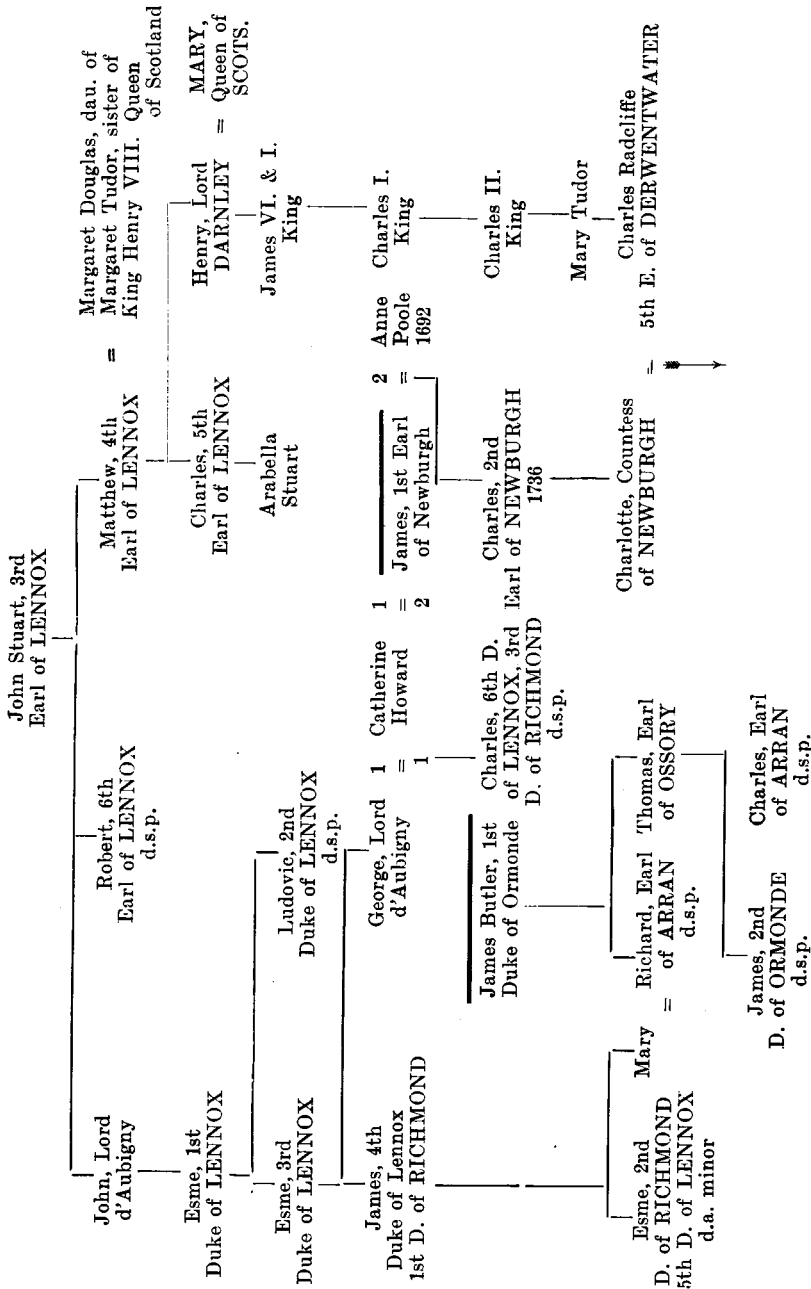 John Stuart, 3rd
Earl of LENNOX
John, Lord
d'Aubigny
Robert, 6th
Earl of LENNOX
d.s.p.
Matthew, 4th
Earl of LENNOX
=
Margaret Douglas, dau. of
Margaret Tudor, sister of
King Henry VIII. Queen
of Scotland
Esme, 1st
Duke of LENNOX
Charles, 5th
Earl of LENNOX
Henry, Lord
DARNLEY
=
MARY,
Queen of
SCOTS.
Esme, 3rd
Duke of LENNOX
Ludovic, 2nd
Duke of LENNOX
d.s.p.
Arabella
Stuart
James VI. & I.
King
James, 4th
Duke of Lennox
1st D. of RICHMOND
George, Lord
d'Aubigny
1
=
1
Catherine
Howard
1
=
2
James, 1st Earl
of Newburgh
2
=
Anne
Poole
1692
Charles I.
King
James Butler, 1st
Duke of Ormonde
Charles, 6th D.
of LENNOX, 3rd
D. of RICHMOND
d.s.p.
Charles, 2nd
Earl of NEWBURGH
1736
Charles II.
King
Mary Tudor
Esme, 2nd
D. of RICHMOND
5th D. of LENNOX
d.a. minor
Mary
=
Richard, Earl
of ARRAN
d.s.p.
Thomas, Earl
of OSSORY
Charlotte, Countess
of NEWBURGH
=
Charles Radcliffe
5th E. of DERWENTWATER
James, 2nd
D. of ORMONDE
d.s.p.
Charles, Earl
of ARRAN
d.s.p.